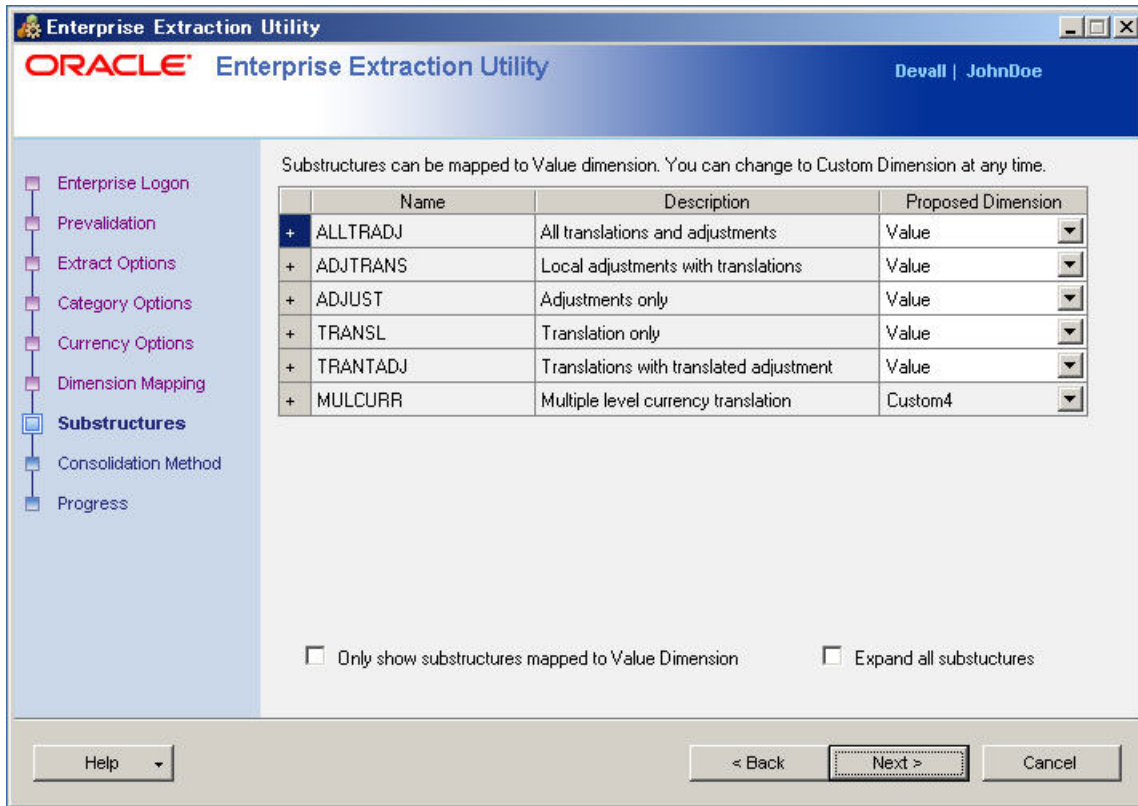 Enterprise Extraction Utility
ORACLE® Enterprise Extraction Utility
Devall | JohnDoe
Enterprise Logon
Prevalidation
Extract Options
Category Options
Currency Options
Dimension Mapping
Substructures
Consolidation Method
Progress
Substructures can be mapped to Value dimension. You can change to Custom Dimension at any time.
Name Description Proposed Dimension
+ ALLTRADJ All translations and adjustments Value
+ ADJTRANS Local adjustments with translations Value
+ ADJUST Adjustments only Value
+ TRANSL Translation only Value
+ TRANTADJ Translations with translated adjustment Value
+ MULCURR Multiple level currency translation Custom4
Only show substructures mapped to Value Dimension Expand all substuctures
Help < Back Next > Cancel